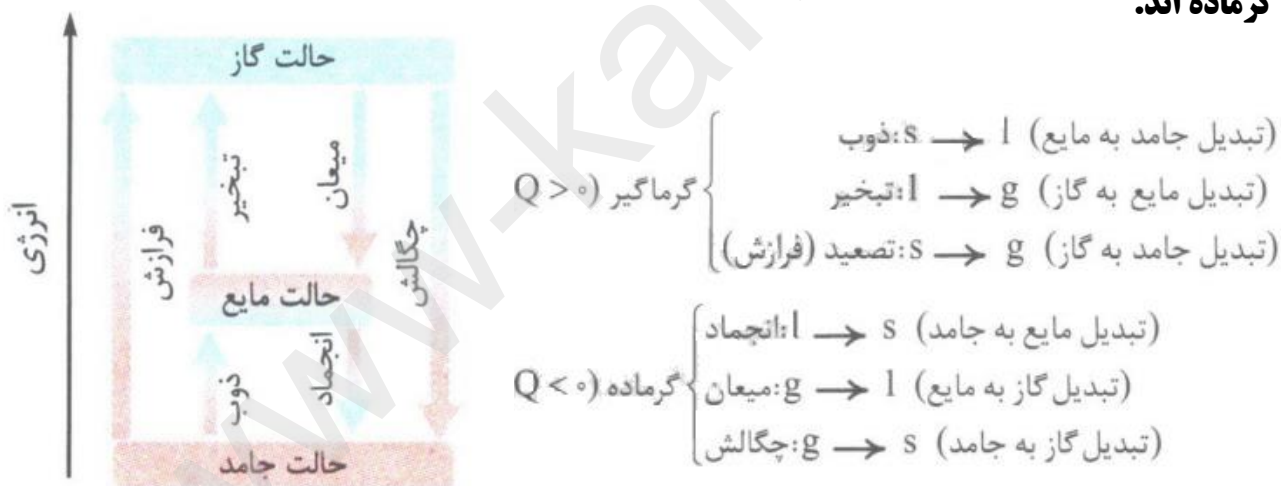 گرماده اند.
انرژی
حالت گاز
فرازش
تبخیر
میعان
چگالش
حالت مایع
ذوب
انجماد
حالت جامد
گرماگیر (Q > ۰)
ذوب: s → l (تبدیل جامد به مایع)
تبخیر: l → g (تبدیل مایع به گاز)
تصعید (فرازش): s → g (تبدیل جامد به گاز)
گرماده (Q < ۰)
انجماد: l → s (تبدیل مایع به جامد)
میعان: g → l (تبدیل گاز به مایع)
چگالش: g → s (تبدیل گاز به جامد)